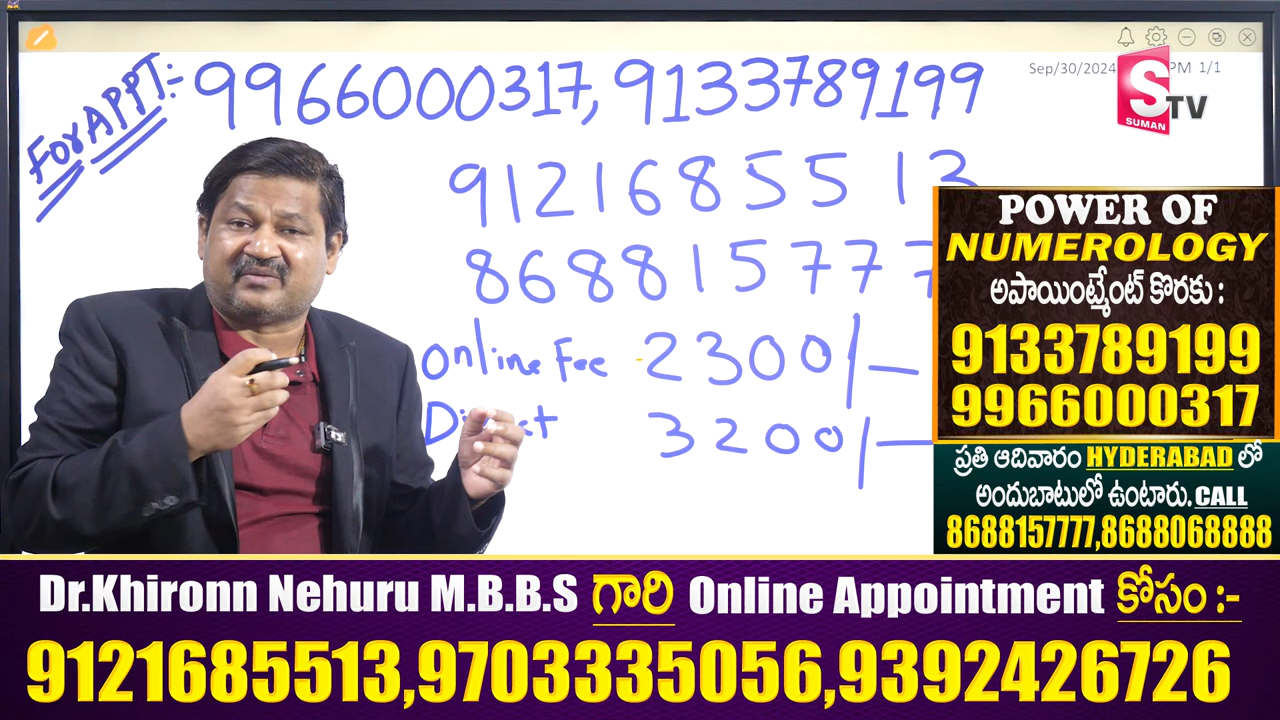 Sep/30/2024
PM 1/1
S TV
SUMAN
For APPT:- 9966000317, 9133789199
9121685513
8688157777
Online Fee 2300/-
3200/-
POWER OF
NUMEROLOGY
అపాయింట్మెంట్ కొరకు :
9133789199
9966000317
ప్రతి ఆదివారం HYDERABAD లో
అందుబాటులో ఉంటారు. CALL
8688157777,8688068888
Dr.Khironn Nehuru M.B.B.S గారి Online Appointment కోసం :-
9121685513,9703335056,9392426726